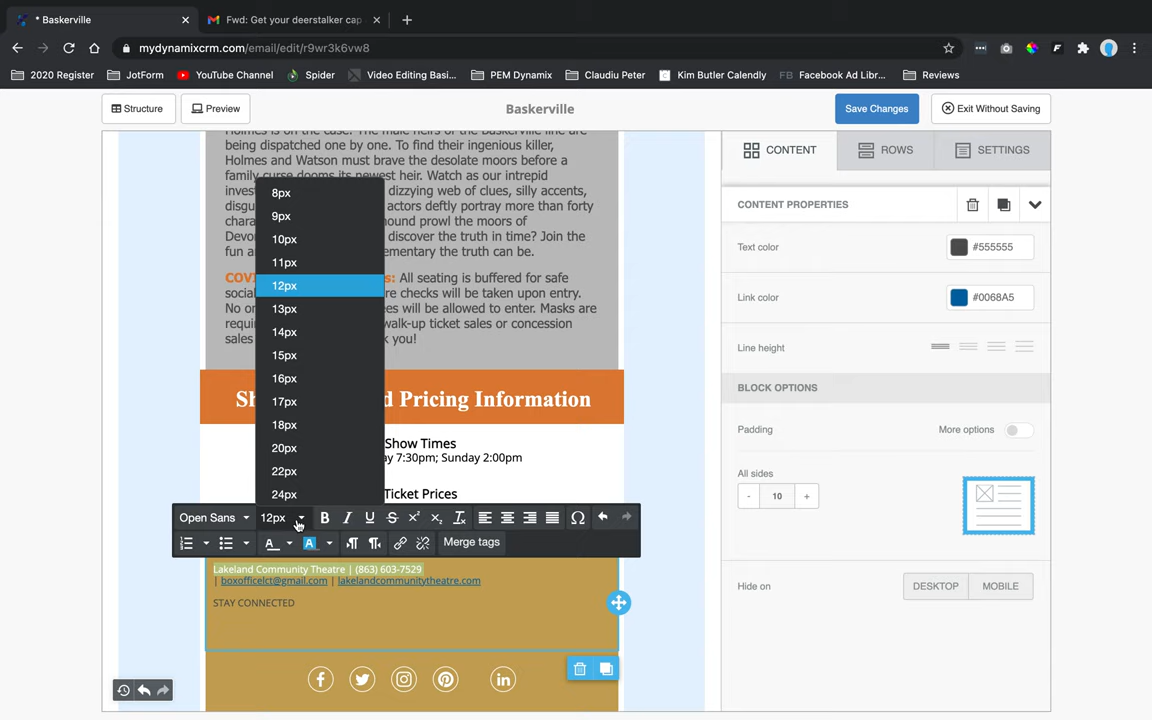 * Baskerville
Fwd: Get your deerstalker cap
mydynamixcrm.com/email/edit/r9wr3k6vw8
2020 Register
JotForm
YouTube Channel
Spider
Video Editing Basi...
PEM Dynamix
Claudiu Peter
Kim Butler Calendly
FB Facebook Ad Librar...
Reviews
Structure
Preview
Baskerville
Save Changes
Exit Without Saving
Holmes is on the case. The male heirs of the Baskerville line are
being dispatched one by one. To find their ingenious killer,
Holmes and Watson must brave the desolate moors before a
family curse dooms its newest heir. Watch as our intrepid
dizzying web of clues, silly accents,
actors deftly portray more than forty
discover the truth in time? Join the
fun
ementary the truth can be.
All seating is buffered for safe
re checks will be taken upon entry.
will be allowed to enter. Masks are
walk-up ticket sales or concession
sales
k you!
8px
9px
10px
11px
12px
13px
14px
15px
16px
17px
18px
20px
22px
24px
d Pricing Information
Show Times
ay 7:30pm; Sunday 2:00pm
Ticket Prices
Open Sans
12px
B I U S
Merge tags
Lakeland Community Theatre | (863) 603-7529
| boxofficelct@gmail.com | lakelandcommunitytheatre.com
STAY CONNECTED
CONTENT
ROWS
SETTINGS
CONTENT PROPERTIES
Text color
#555555
Link color
#0068A5
Line height
BLOCK OPTIONS
Padding
More options
All sides
- 10 +
Hide on
DESKTOP
MOBILE